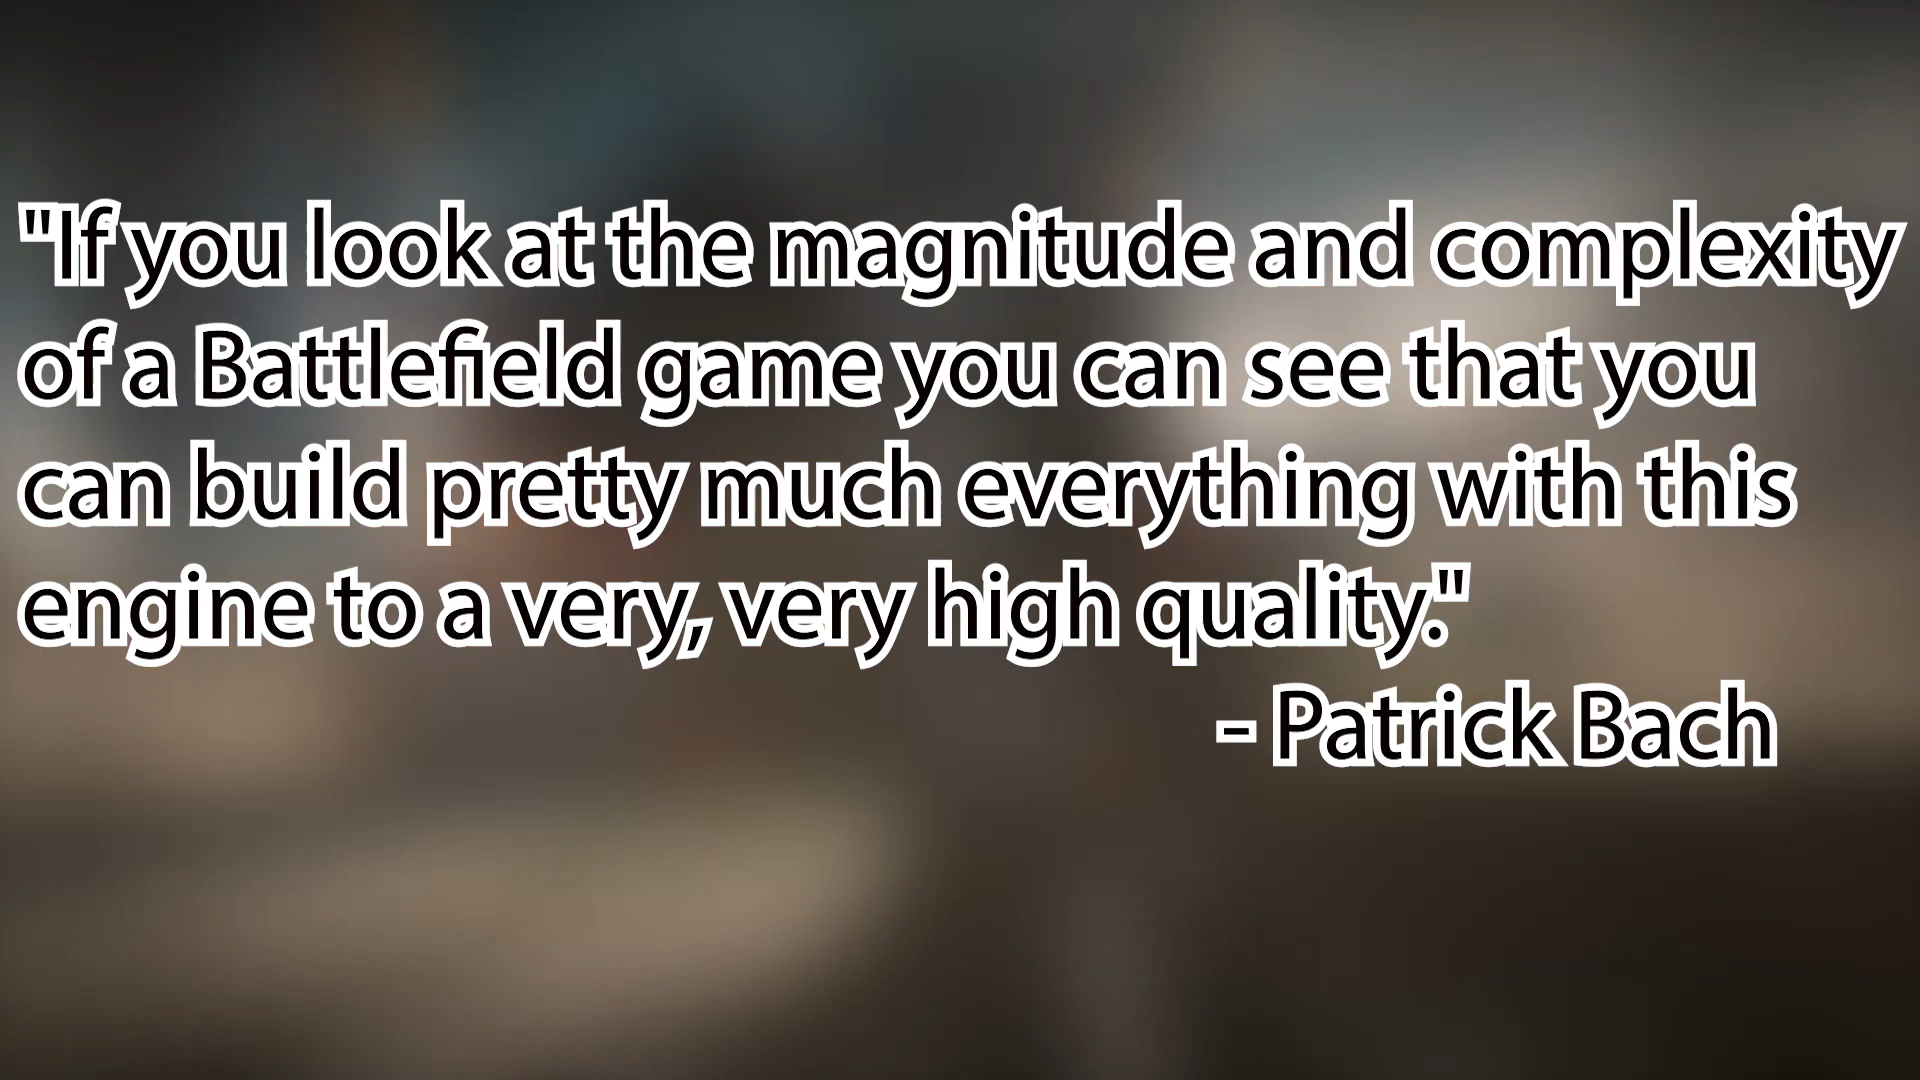 "If you look at the magnitude and complexity
of a Battlefield game you can see that you
can build pretty much everything with this
engine to a very, very high quality."
- Patrick Bach